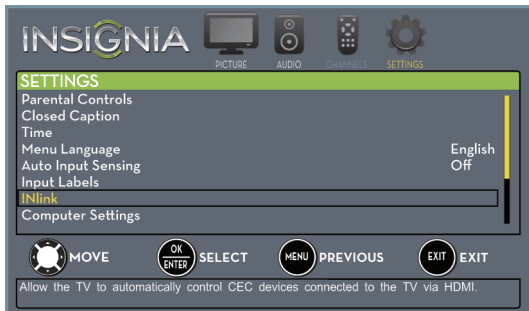 INSIGNIA
PICTURE AUDIO CHANNELS SETTINGS
SETTINGS
Parental Controls
Closed Caption
Time
Menu Language English
Auto Input Sensing Off
Input Labels
INlink
Computer Settings
MOVE OK ENTER SELECT MENU PREVIOUS EXIT EXIT
Allow the TV to automatically control CEC devices connected to the TV via HDMI.